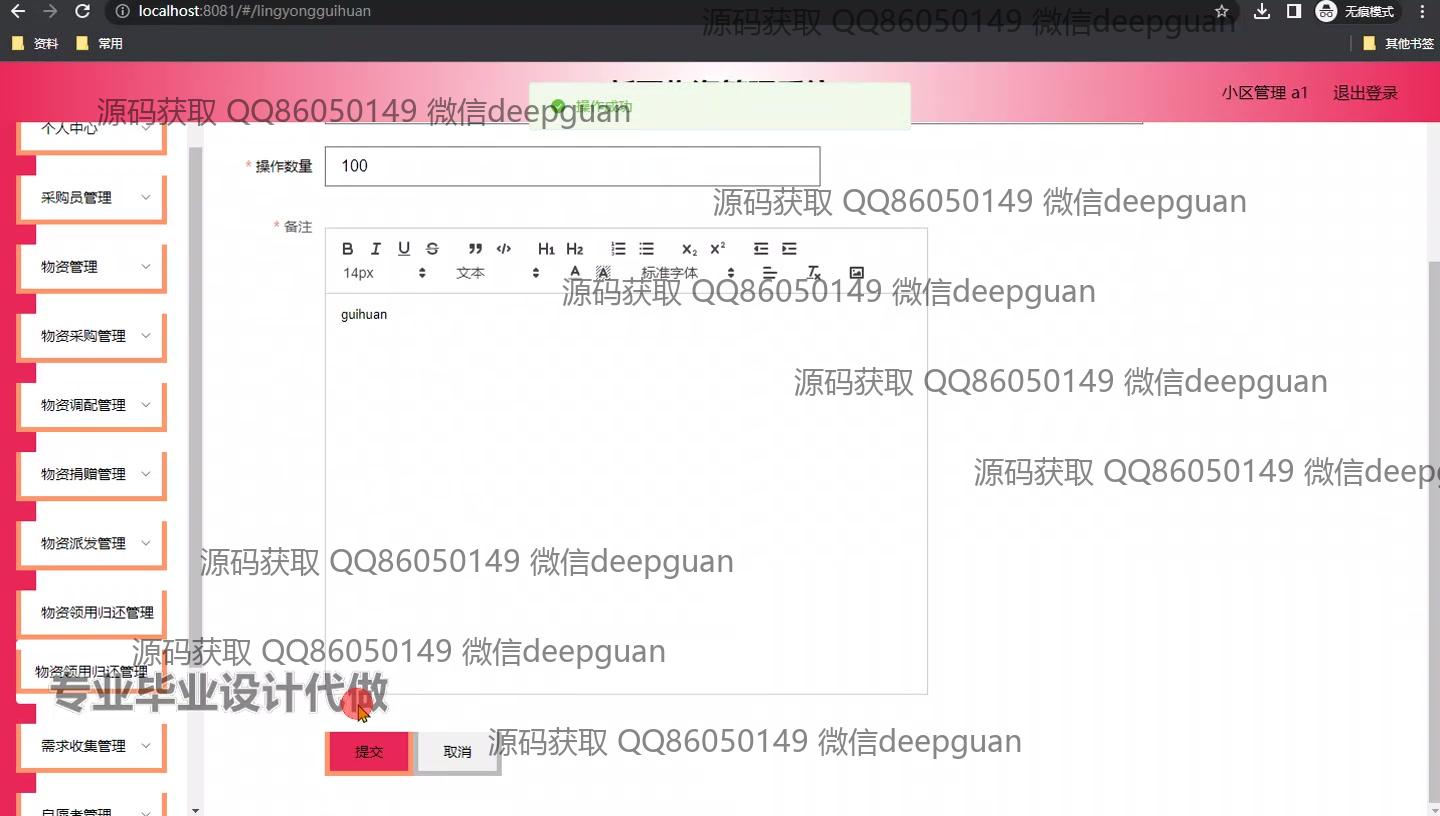 localhost:8081/#/lingyongguihuan
无痕模式
资料
常用
其他书签
源码获取 QQ86050149 微信deepguan
操作成功
小区管理 a1
退出登录
源码获取 QQ86050149 微信deepguan
个人中心
* 操作数量
100
采购员管理
源码获取 QQ86050149 微信deepguan
* 备注
B I U S ❞ </> H1 H2 X2 X2
物资管理
14px
文本
A A
标准字体
Tx
源码获取 QQ86050149 微信deepguan
guihuan
物资采购管理
源码获取 QQ86050149 微信deepguan
物资调配管理
物资捐赠管理
源码获取 QQ86050149 微信deepg
物资派发管理
源码获取 QQ86050149 微信deepguan
物资领用归还管理
源码获取 QQ86050149 微信deepguan
物资领用归还管理
专业毕业设计代做
需求收集管理
提交
取消
源码获取 QQ86050149 微信deepguan